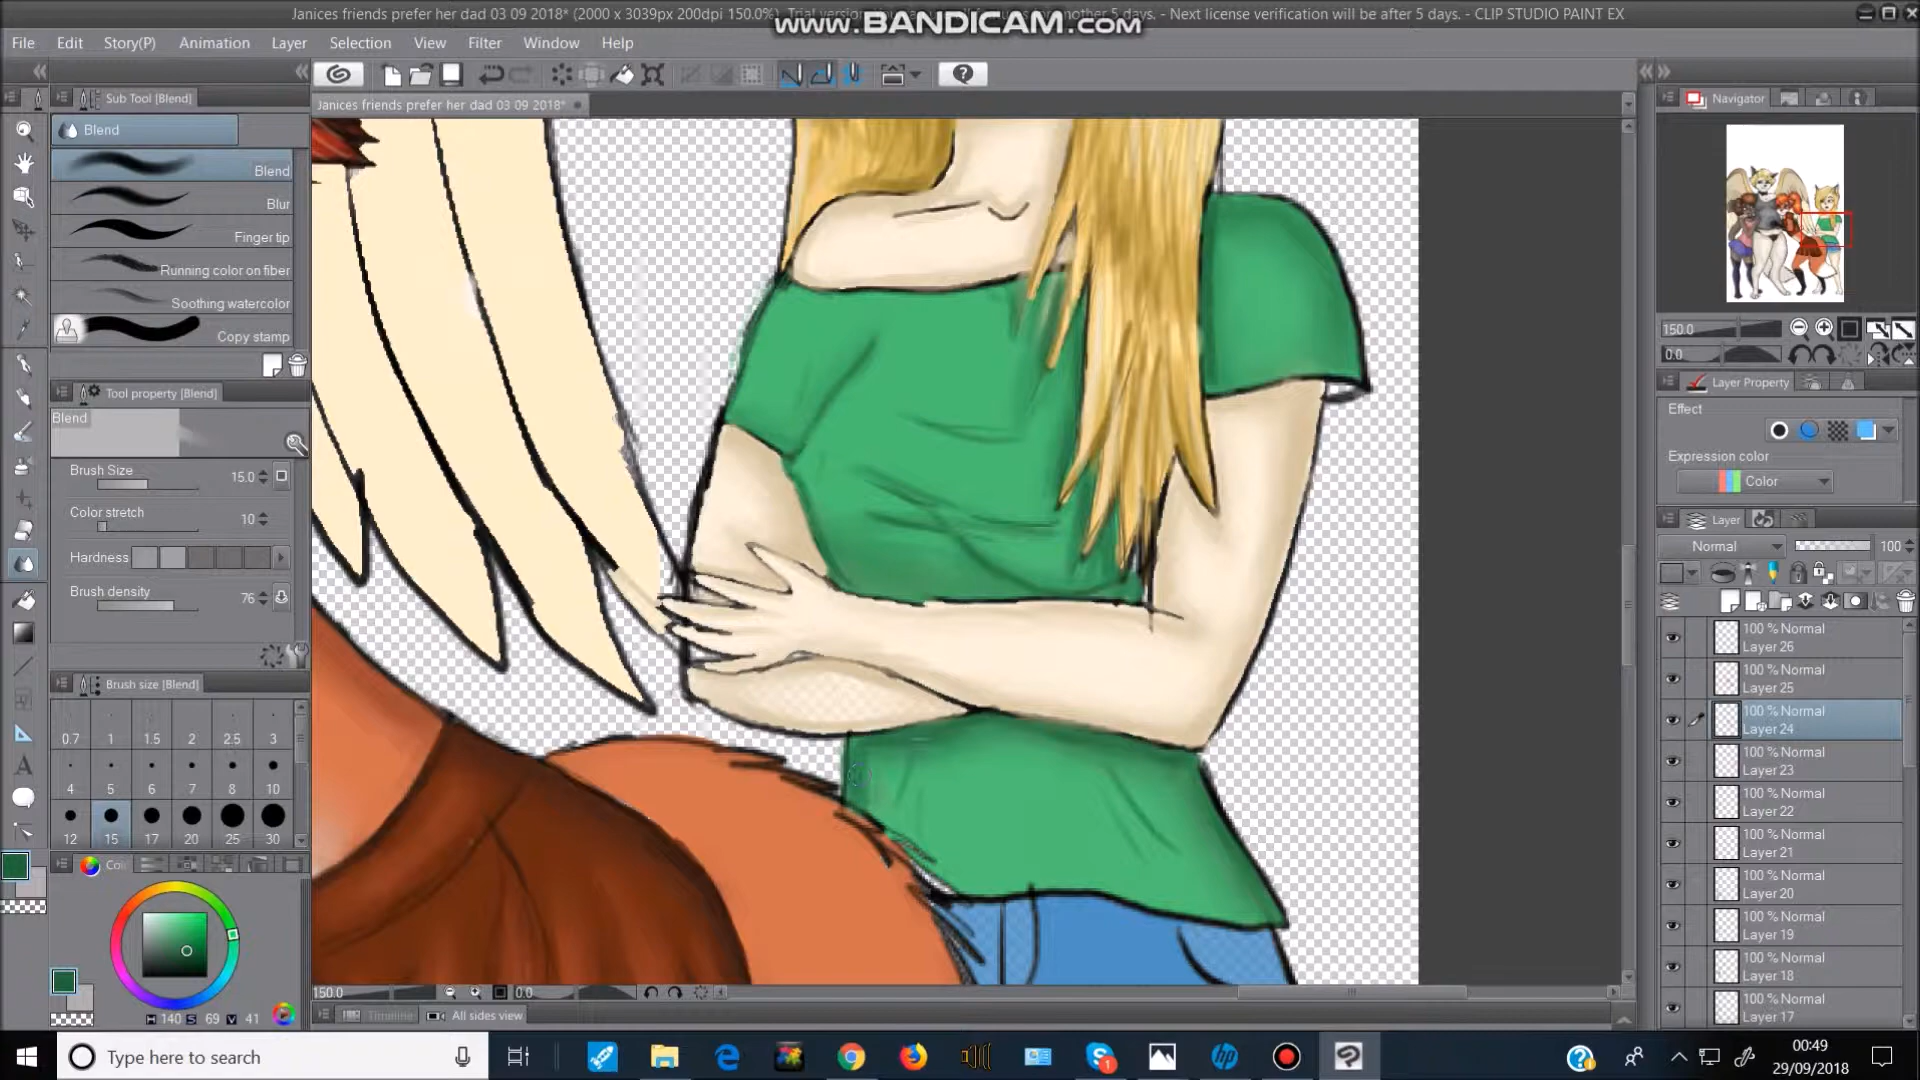 Janices friends prefer her dad 03 09 2018* (2000 x 3039px 200dpi 150.0%)
www.BANDICAM.com
5 days. - Next license verification will be after 5 days. - CLIP STUDIO PAINT EX
File Edit Story(P) Animation Layer Selection View Filter Window Help
Sub Tool [Blend]
Janices friends prefer her dad 03 09 2018*
Navigator
Blend
Blend
Blur
Finger tip
Running color on fiber
Soothing watercolor
Copy stamp
150.0
0.0
Tool property [Blend]
Layer Property
Blend
Effect
Expression color
Color
Brush Size 15.0
Color stretch 10
Hardness
Brush density 76
Layer
Normal 100
100 % Normal
Layer 26
100 % Normal
Layer 25
100 % Normal
Layer 24
100 % Normal
Layer 23
100 % Normal
Layer 22
100 % Normal
Layer 21
100 % Normal
Layer 20
100 % Normal
Layer 19
100 % Normal
Layer 18
100 % Normal
Layer 17
Brush size [Blend]
0.7 1 1.5 2 2.5 3
4 5 6 7 8 10
12 15 17 20 25 30
H 140 S 69 V 41
150.0 0.0
Timeline All sides view
Type here to search
00:49
29/09/2018